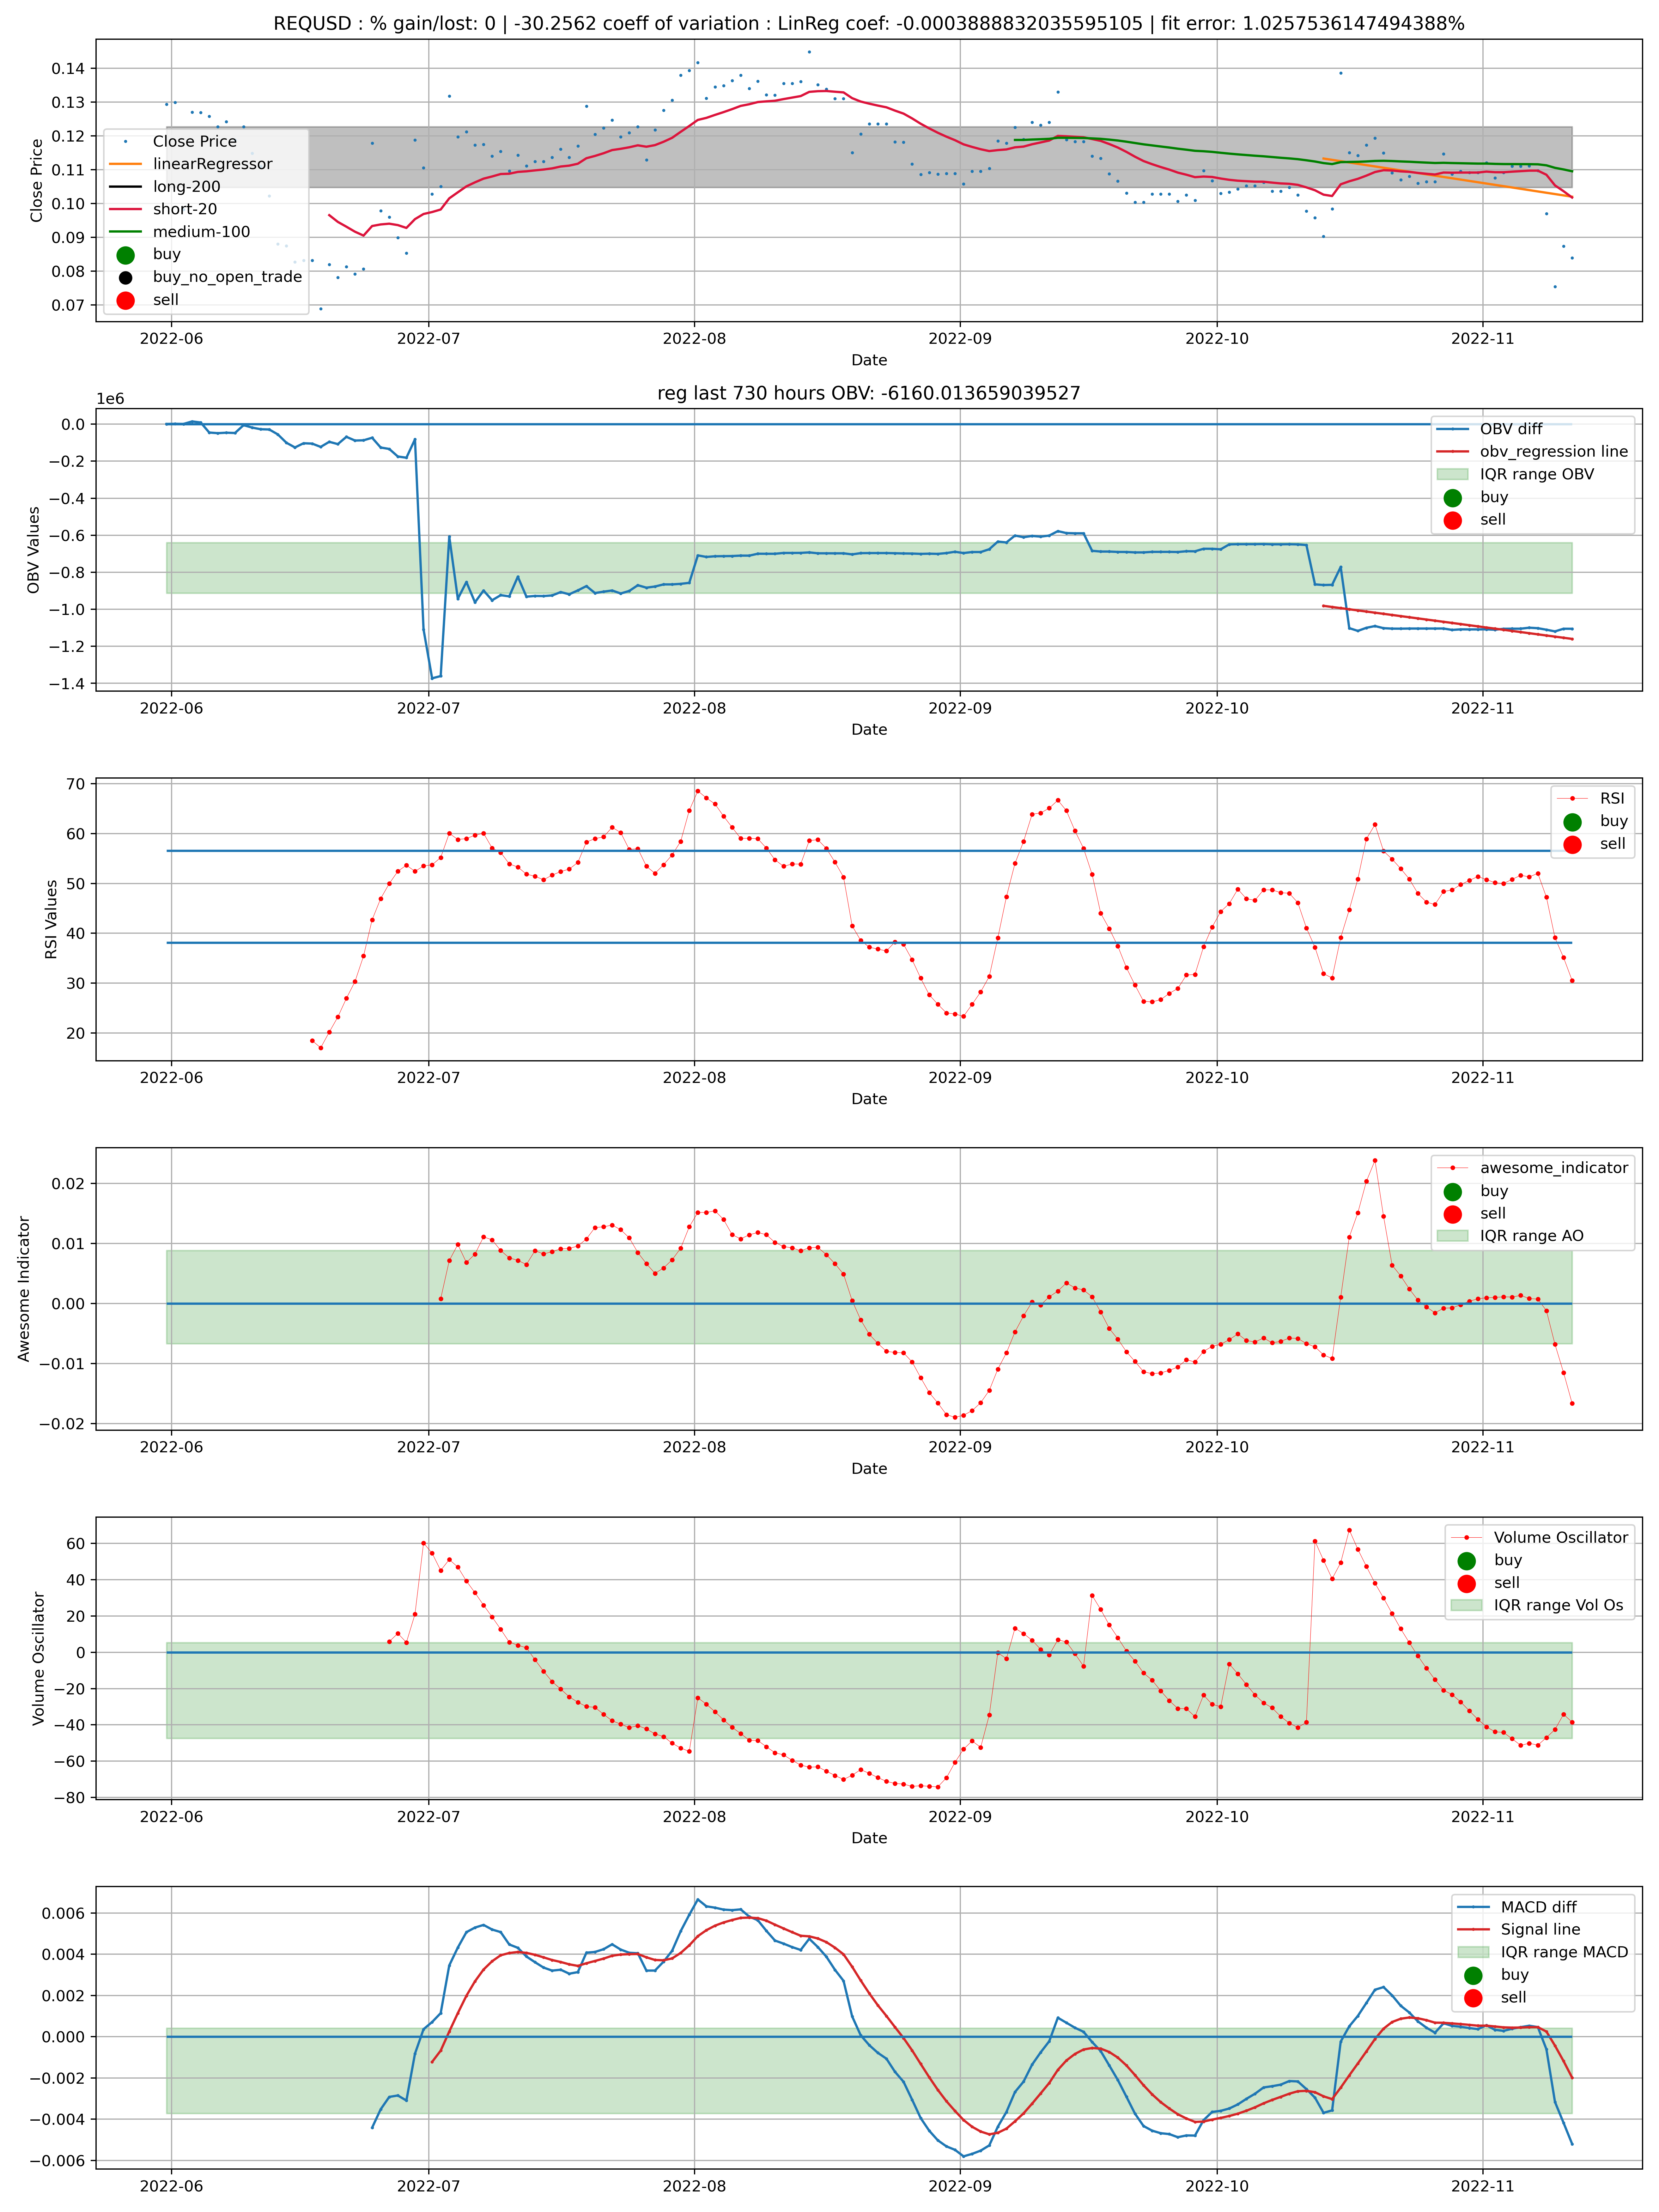 REQUSD : % gain/lost: 0 | -30.2562 coeff of variation : LinReg coef: -0.0003888832035595105 | fit error: 1.0257536147494388%
0.14
0.13
0.12
0.11
0.10
0.09
0.08
0.07
Close Price
Close Price
linearRegressor
long-200
short-20
medium-100
buy
buy_no_open_trade
sell
2022-06 2022-07 2022-08 2022-09 2022-10 2022-11
Date
reg last 730 hours OBV: -6160.013659039527
1e6
0.0
−0.2
−0.4
−0.6
−0.8
−1.0
−1.2
−1.4
OBV Values
OBV diff
obv_regression line
IQR range OBV
buy
sell
2022-06 2022-07 2022-08 2022-09 2022-10 2022-11
Date
70
60
50
40
30
20
RSI Values
RSI
buy
sell
2022-06 2022-07 2022-08 2022-09 2022-10 2022-11
Date
0.02
0.01
0.00
−0.01
−0.02
Awesome Indicator
awesome_indicator
buy
sell
IQR range AO
2022-06 2022-07 2022-08 2022-09 2022-10 2022-11
Date
60
40
20
0
−20
−40
−60
−80
Volume Oscillator
Volume Oscillator
buy
sell
IQR range Vol Os
2022-06 2022-07 2022-08 2022-09 2022-10 2022-11
Date
0.006
0.004
0.002
0.000
−0.002
−0.004
−0.006
MACD diff
Signal line
IQR range MACD
buy
sell
2022-06 2022-07 2022-08 2022-09 2022-10 2022-11